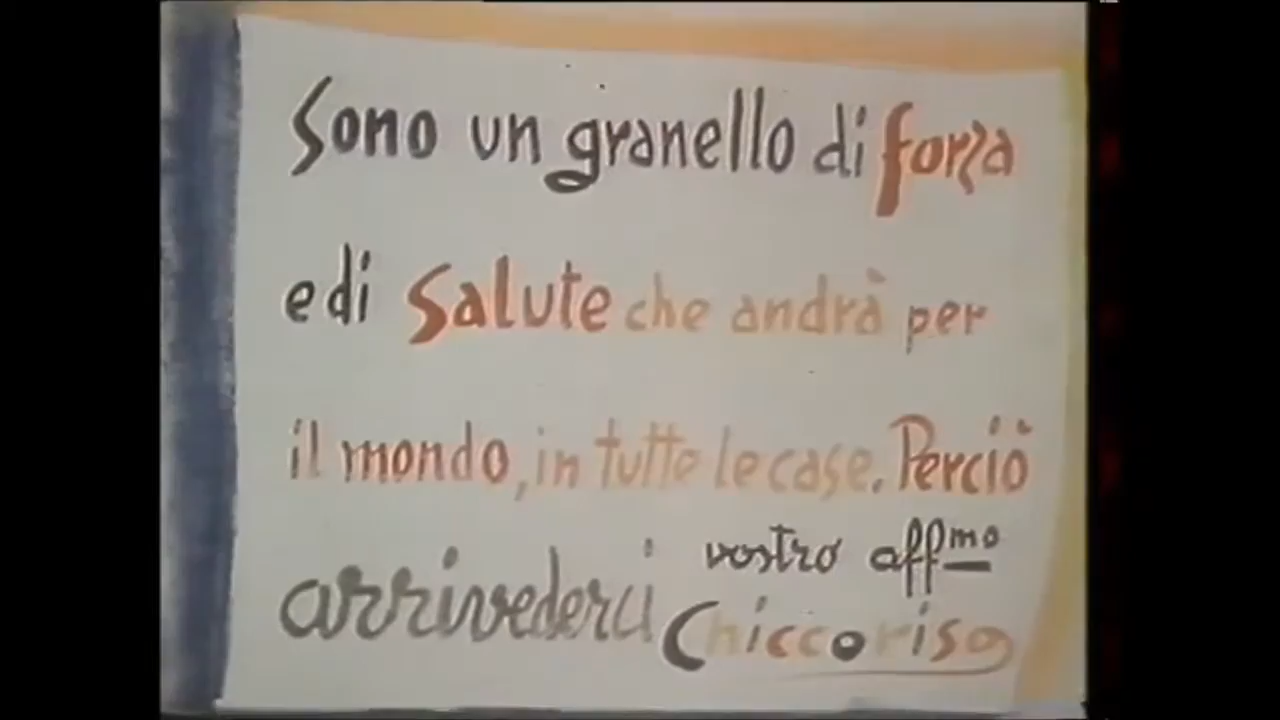 Sono un granello di forza
e di Salute che andrà per
il mondo, in tutte le case. Perciò
arrivederci vostro affmo
Chiccoriso